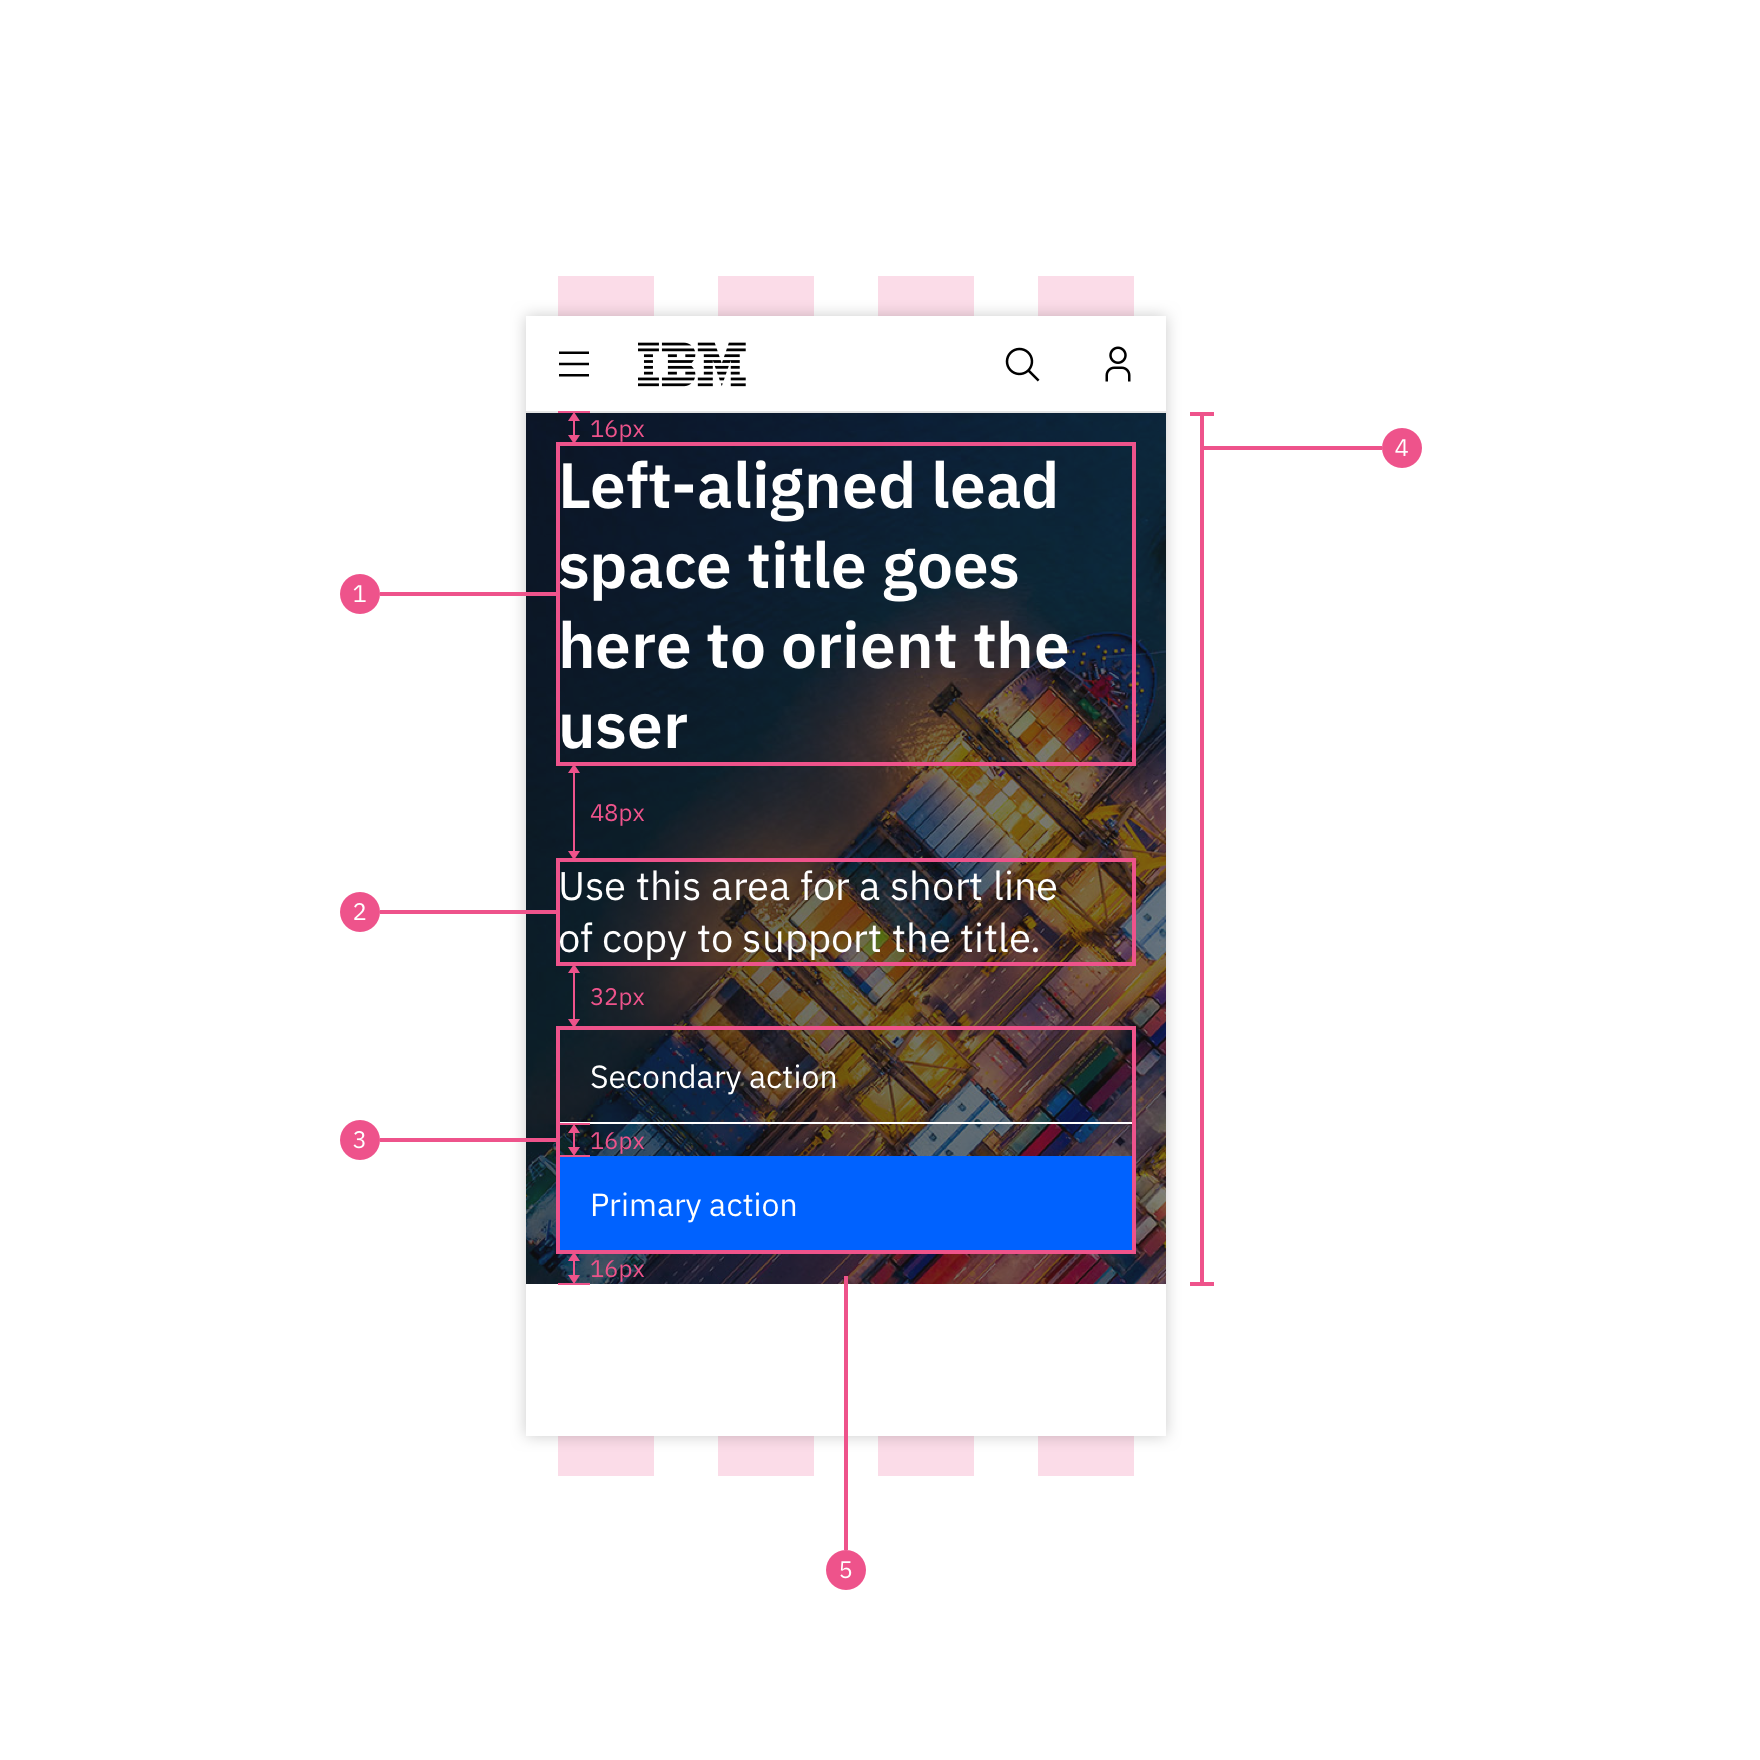 IBM
16px
Left-aligned lead
space title goes
here to orient the
user
48px
Use this area for a short line
of copy to support the title.
32px
Secondary action
16px
Primary action
16px
1
2
3
4
5